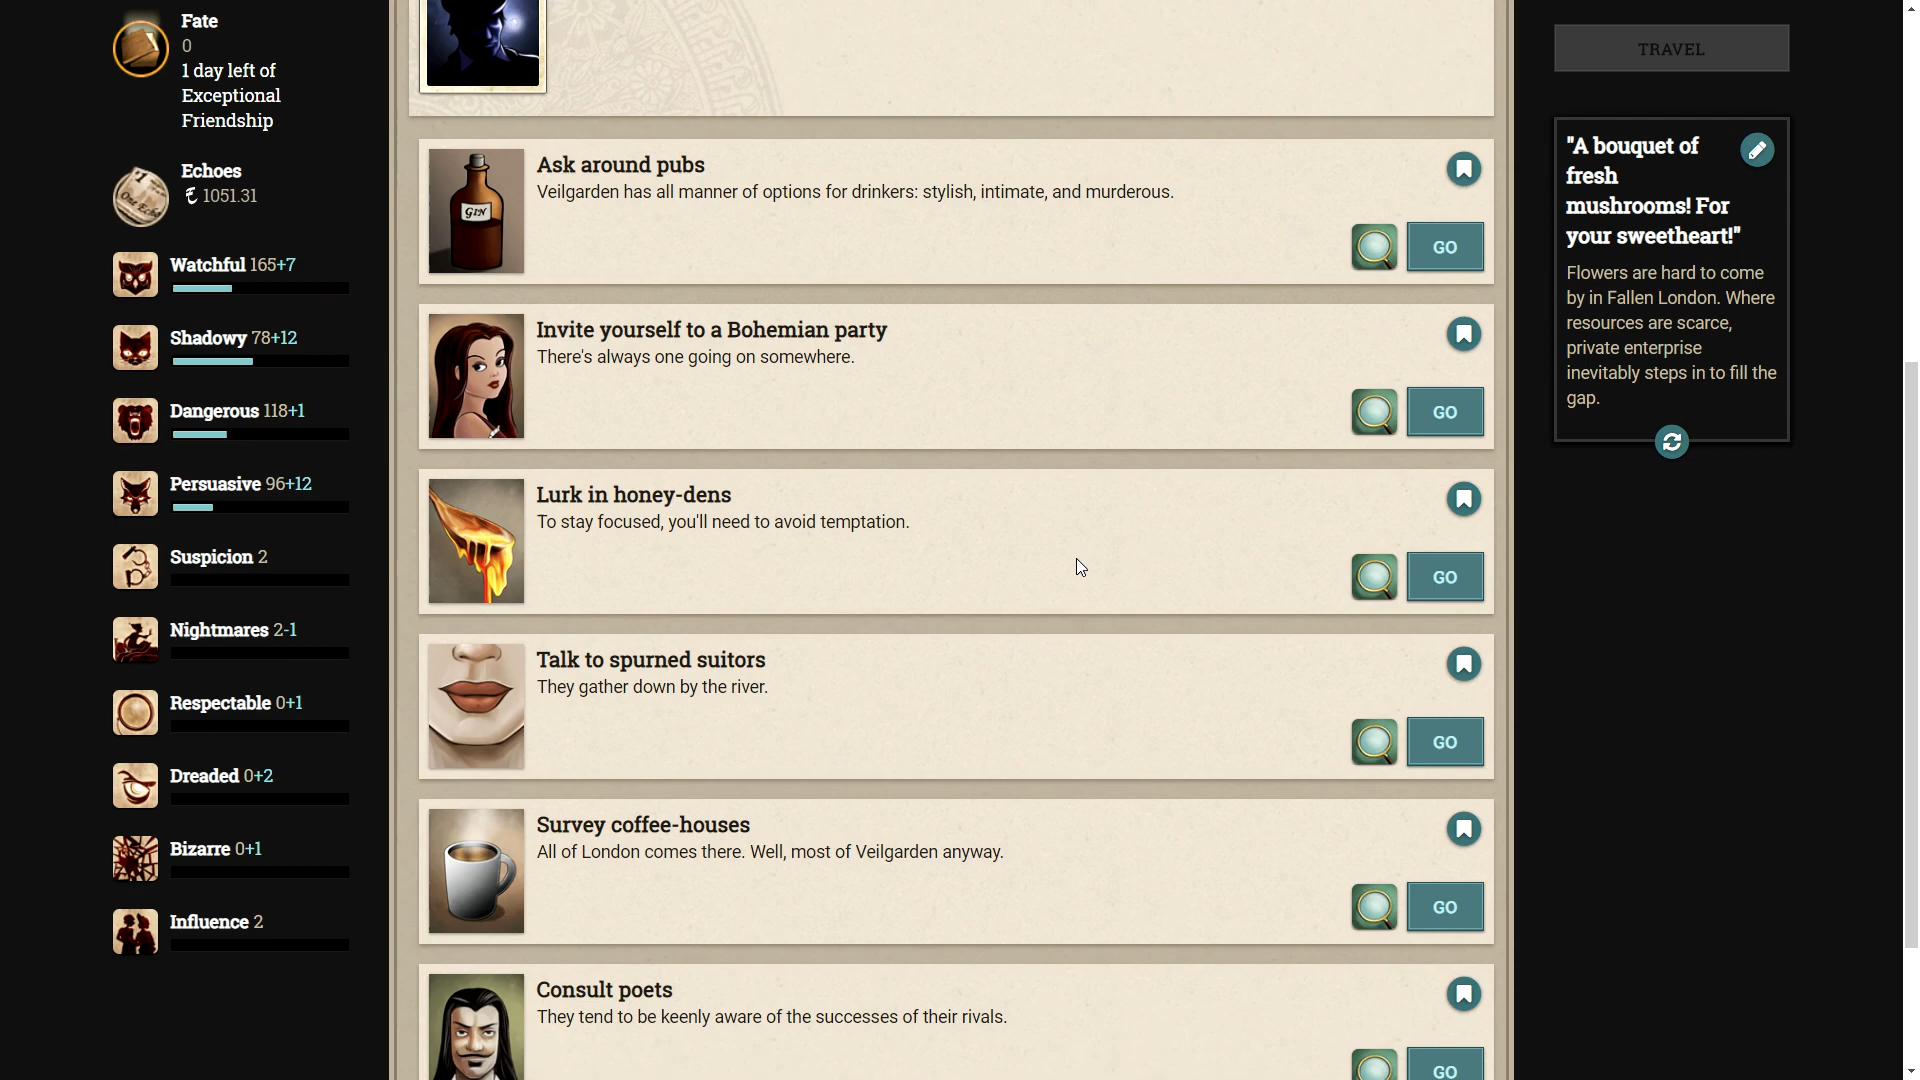 Fate
0
1 day left of
Exceptional
Friendship
Echoes
1051.31
Watchful 165+7
Shadowy 78+12
Dangerous 118+1
Persuasive 96+12
Suspicion 2
Nightmares 2-1
Respectable 0+1
Dreaded 0+2
Bizarre 0+1
Influence 2
Ask around pubs
Veilgarden has all manner of options for drinkers: stylish, intimate, and murderous.
GIN
GO
Invite yourself to a Bohemian party
There's always one going on somewhere.
GO
Lurk in honey-dens
To stay focused, you'll need to avoid temptation.
GO
Talk to spurned suitors
They gather down by the river.
GO
Survey coffee-houses
All of London comes there. Well, most of Veilgarden anyway.
GO
Consult poets
They tend to be keenly aware of the successes of their rivals.
GO
TRAVEL
"A bouquet of
fresh
mushrooms! For
your sweetheart!"
Flowers are hard to come
by in Fallen London. Where
resources are scarce,
private enterprise
inevitably steps in to fill the
gap.